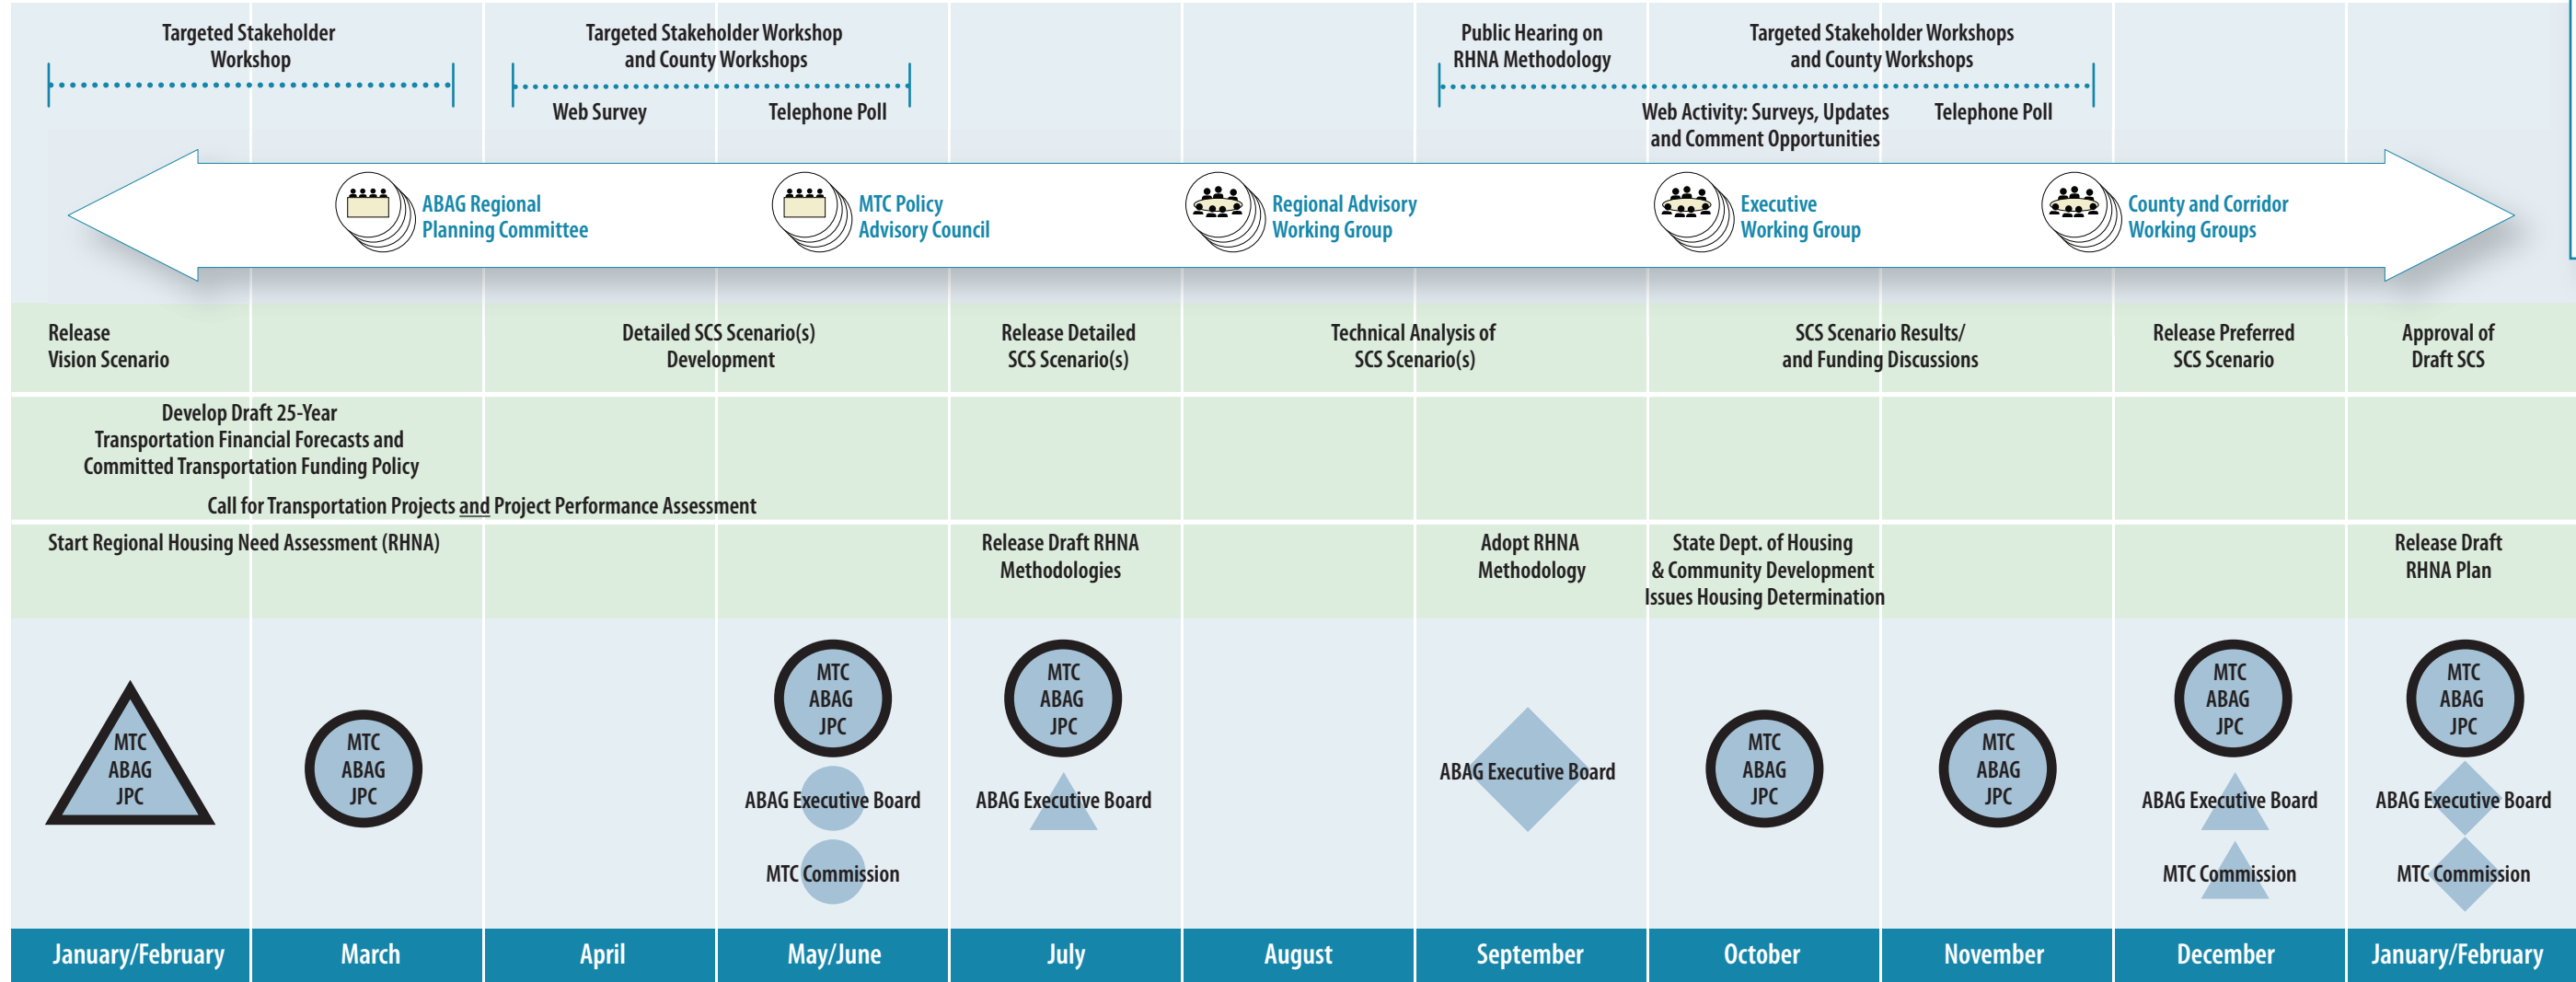 Targeted Stakeholder
Workshop
Targeted Stakeholder Workshop
and County Workshops
Web Survey
Telephone Poll
Public Hearing on
RHNA Methodology
Targeted Stakeholder Workshops
and County Workshops
Web Activity: Surveys, Updates
and Comment Opportunities
Telephone Poll
ABAG Regional
Planning Committee
MTC Policy
Advisory Council
Regional Advisory
Working Group
Executive
Working Group
County and Corridor
Working Groups
Release
Vision Scenario
Detailed SCS Scenario(s)
Development
Release Detailed
SCS Scenario(s)
Technical Analysis of
SCS Scenario(s)
SCS Scenario Results/
and Funding Discussions
Release Preferred
SCS Scenario
Approval of
Draft SCS
Develop Draft 25-Year
Transportation Financial Forecasts and
Committed Transportation Funding Policy
Call for Transportation Projects and Project Performance Assessment
Start Regional Housing Need Assessment (RHNA)
Release Draft RHNA
Methodologies
Adopt RHNA
Methodology
State Dept. of Housing
& Community Development
Issues Housing Determination
Release Draft
RHNA Plan
MTC
ABAG
JPC
MTC
ABAG
JPC
MTC
ABAG
JPC
ABAG Executive Board
MTC Commission
MTC
ABAG
JPC
ABAG Executive Board
ABAG Executive Board
MTC
ABAG
JPC
MTC
ABAG
JPC
MTC
ABAG
JPC
ABAG Executive Board
MTC Commission
MTC
ABAG
JPC
ABAG Executive Board
MTC Commission
January/February
March
April
May/June
July
August
September
October
November
December
January/February